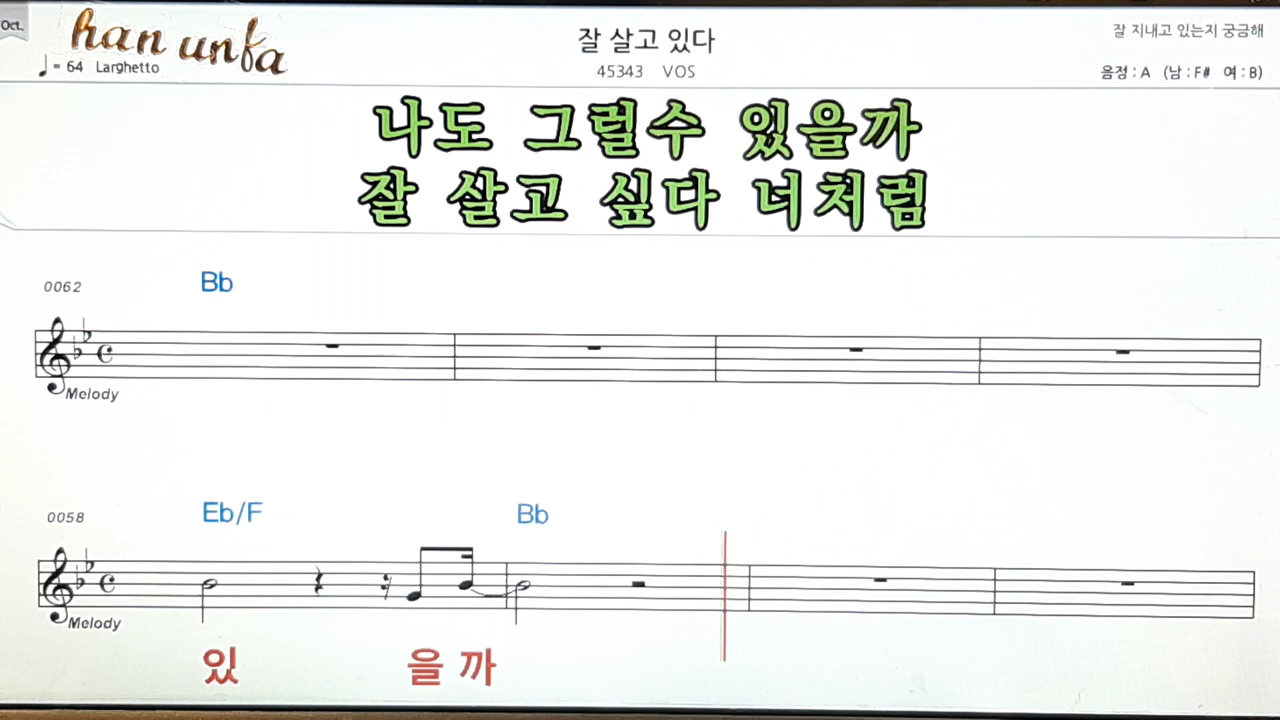 Oct.
han unfa
잘 살고 있다
잘 지내고 있는지 궁금해
♩ = 64 Larghetto
45343 VOS
음정 : A (남 : F# 여 : B)
나도 그럴수 있을까
잘 살고 싶다 너처럼
0062
Bb
Melody
0058
Eb/F
Bb
Melody
있 을 까